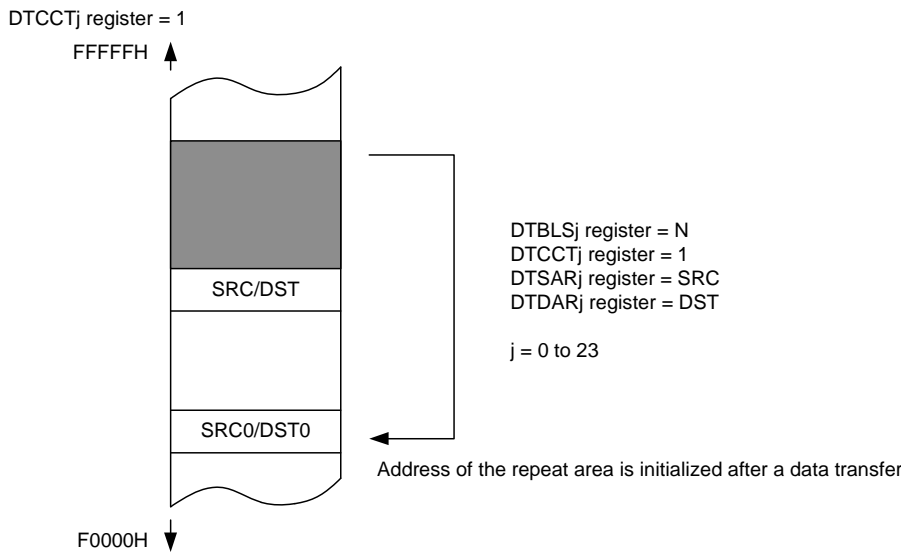 DTCCTj register = 1
FFFFFH
SRC/DST
SRC0/DST0
F0000H
DTBLSj register = N
DTCCTj register = 1
DTSARj register = SRC
DTDARj register = DST
j = 0 to 23
Address of the repeat area is initialized after a data transfer